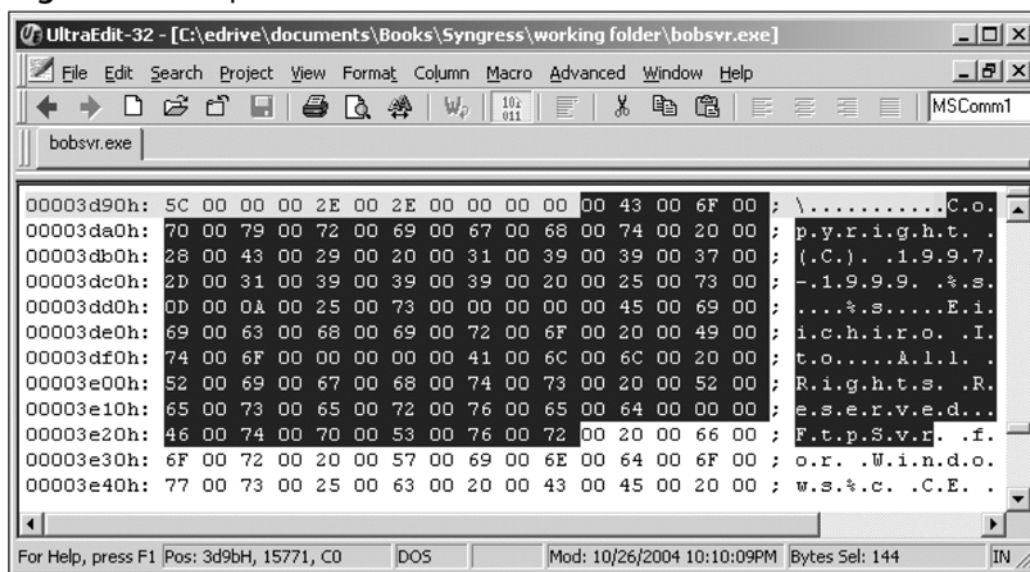 UltraEdit-32 - [C:\edrive\documents\Books\Syngress\working folder\bobsvr.exe]
File Edit Search Project View Format Column Macro Advanced Window Help
MSComm1
bobsvr.exe
00003d90h: 5C 00 00 00 2E 00 2E 00 00 00 00 00 43 00 6F 00 ; \...........C.o.
00003da0h: 70 00 79 00 72 00 69 00 67 00 68 00 74 00 20 00 ; p.y.r.i.g.h.t. .
00003db0h: 28 00 43 00 29 00 20 00 31 00 39 00 39 00 37 00 ; (.C.). .1.9.9.7.
00003dc0h: 2D 00 31 00 39 00 39 00 39 00 20 00 25 00 73 00 ; -.1.9.9.9. .%.s.
00003dd0h: 0D 00 0A 00 25 00 73 00 00 00 00 00 45 00 69 00 ; ....%.s.....E.i.
00003de0h: 69 00 63 00 68 00 69 00 72 00 6F 00 20 00 49 00 ; i.c.h.i.r.o. .I.
00003df0h: 74 00 6F 00 00 00 00 00 41 00 6C 00 6C 00 20 00 ; t.o.....A.l.l. .
00003e00h: 52 00 69 00 67 00 68 00 74 00 73 00 20 00 52 00 ; R.i.g.h.t.s. .R.
00003e10h: 65 00 73 00 65 00 72 00 76 00 65 00 64 00 00 00 ; e.s.e.r.v.e.d...
00003e20h: 46 00 74 00 70 00 53 00 76 00 72 00 20 00 66 00 ; F.t.p.S.v.r. .f.
00003e30h: 6F 00 72 00 20 00 57 00 69 00 6E 00 64 00 6F 00 ; o.r. .W.i.n.d.o.
00003e40h: 77 00 73 00 25 00 63 00 20 00 43 00 45 00 20 00 ; w.s.%.c. .C.E. .
For Help, press F1 Pos: 3d9bH, 15771, C0 DOS Mod: 10/26/2004 10:10:09PM Bytes Sel: 144 IN